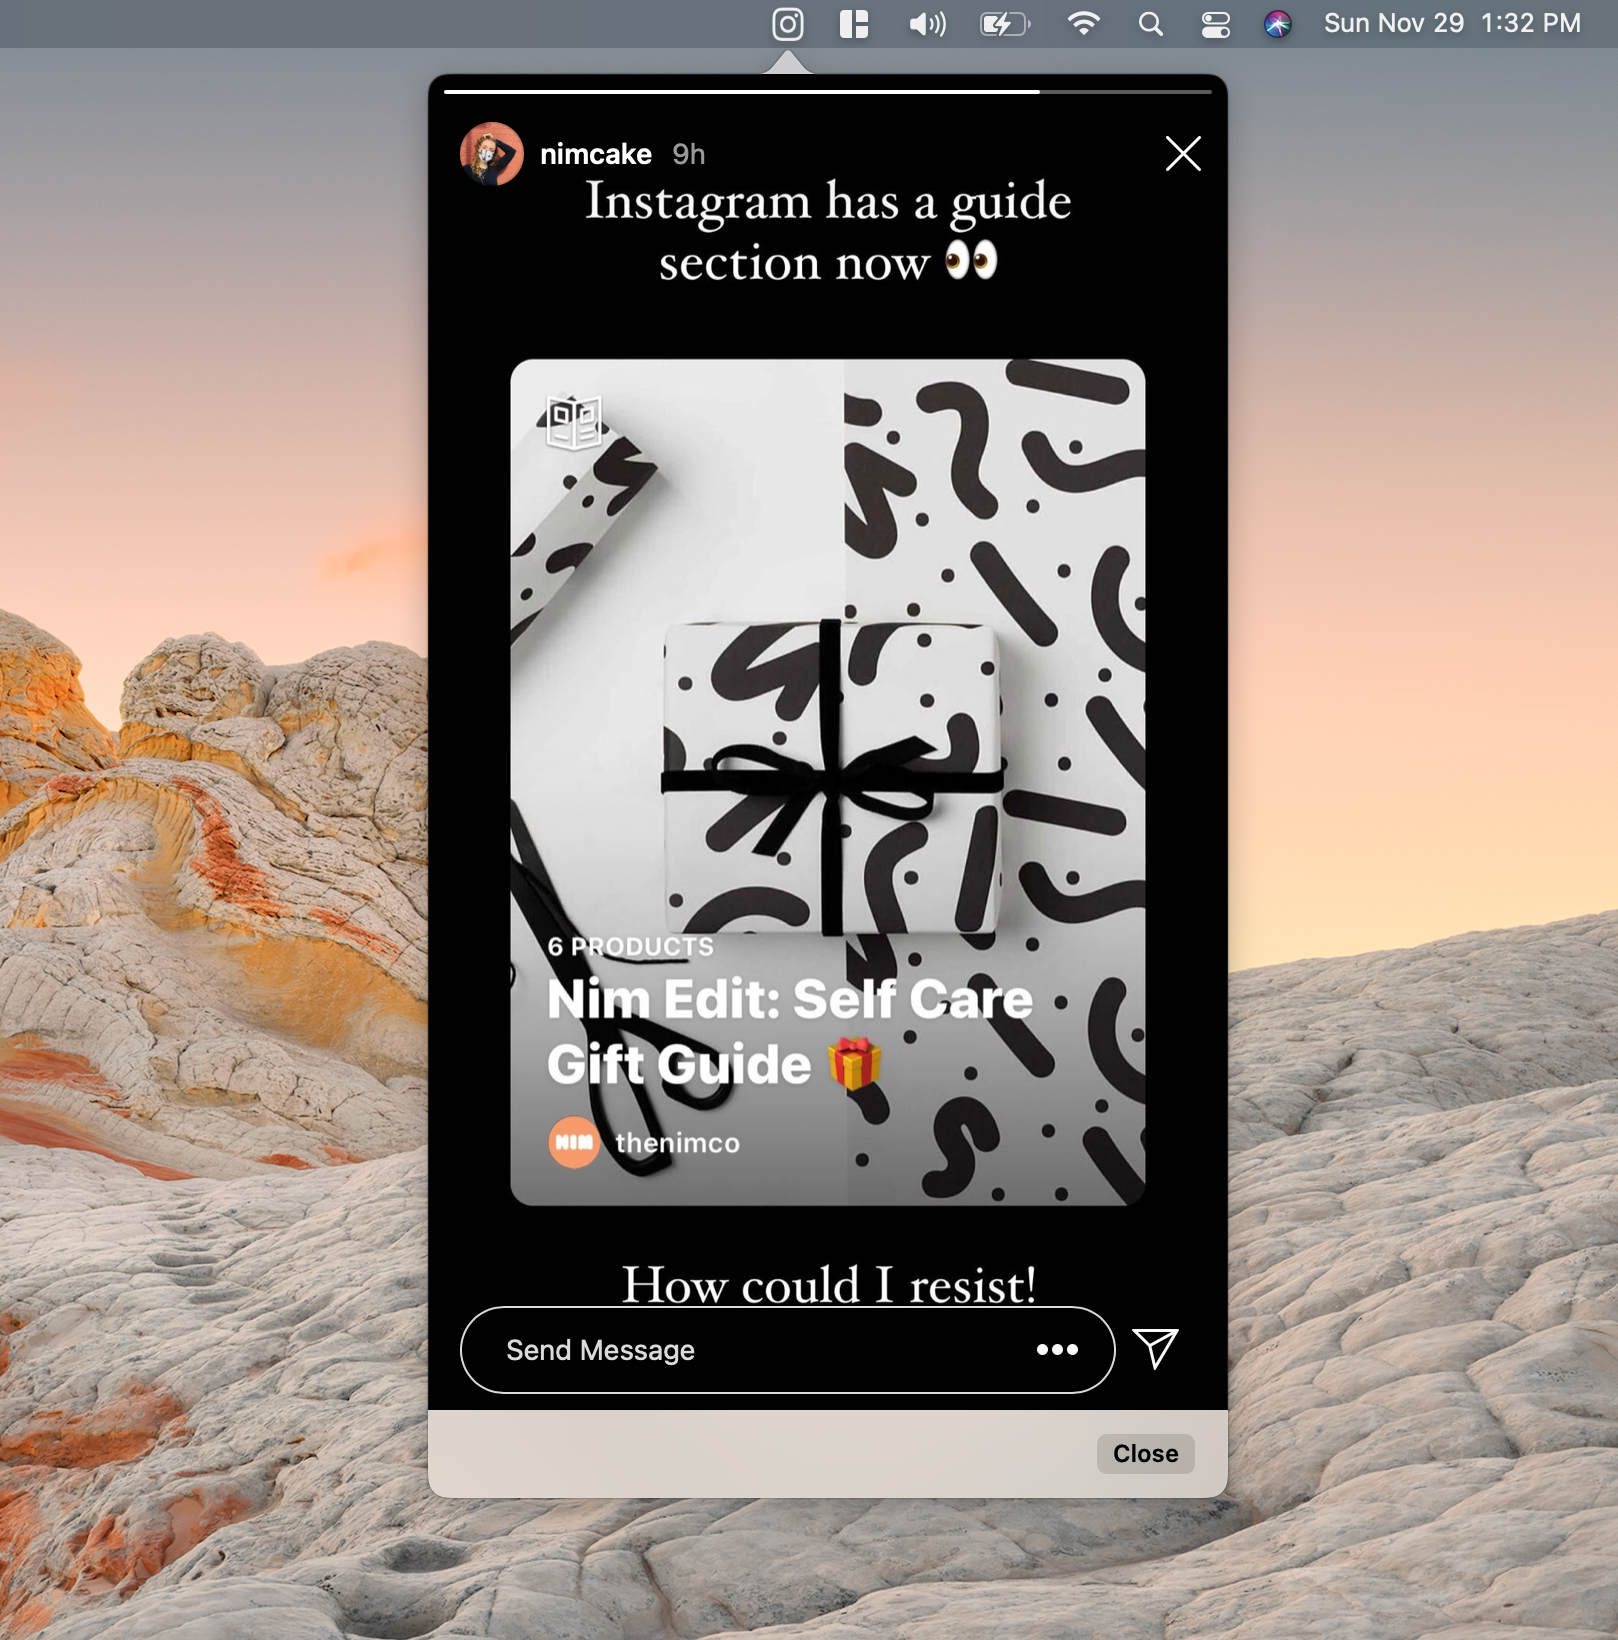 Sun Nov 29 1:32 PM
nimcake 9h
Instagram has a guide
section now 👀
6 PRODUCTS
Nim Edit: Self Care
Gift Guide 🎁
NIM thenimco
How could I resist!
Send Message
Close